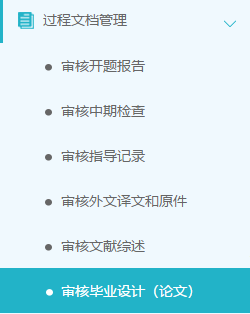 过程文档管理
审核开题报告
审核中期检查
审核指导记录
审核外文译文和原件
审核文献综述
审核毕业设计（论文）